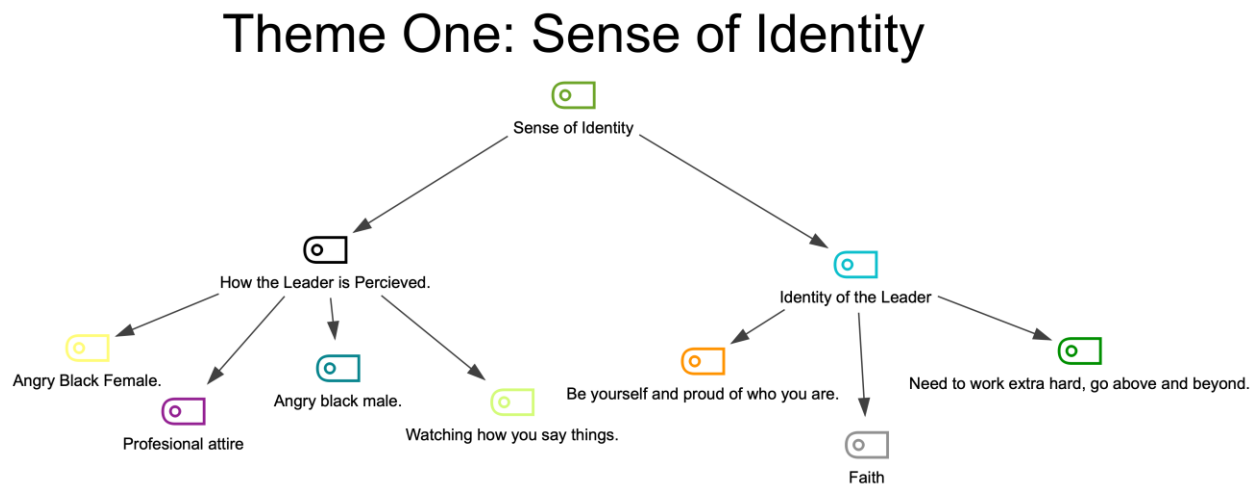 Theme One: Sense of Identity
Sense of Identity
How the Leader is Percieved.
Identity of the Leader
Angry Black Female.
Profesional attire
Angry black male.
Watching how you say things.
Be yourself and proud of who you are.
Faith
Need to work extra hard, go above and beyond.